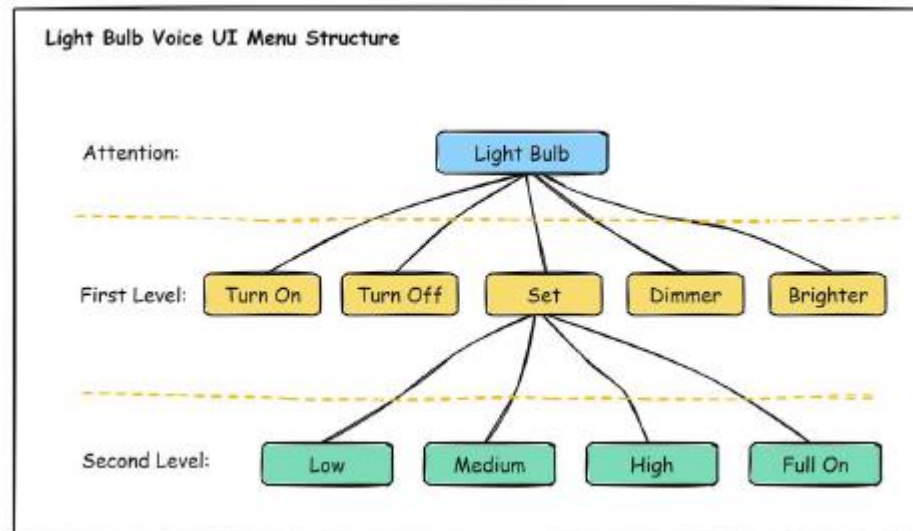 Light Bulb Voice UI Menu Structure
Attention:
Light Bulb
First Level:
Turn On
Turn Off
Set
Dimmer
Brighter
Second Level:
Low
Medium
High
Full On